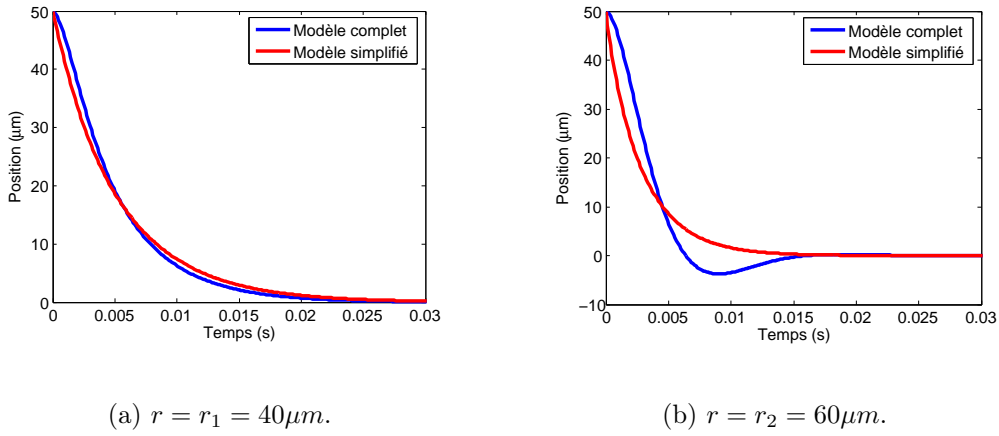 Modèle complet
Modèle simplifié
Position (µm)
50
40
30
20
10
0
0
0.005
0.01
0.015
0.02
0.025
0.03
Temps (s)
Modèle complet
Modèle simplifié
Position (µm)
50
40
30
20
10
0
−10
0
0.005
0.01
0.015
0.02
0.025
0.03
Temps (s)
(a) r = r₁ = 40µm.
(b) r = r₂ = 60µm.